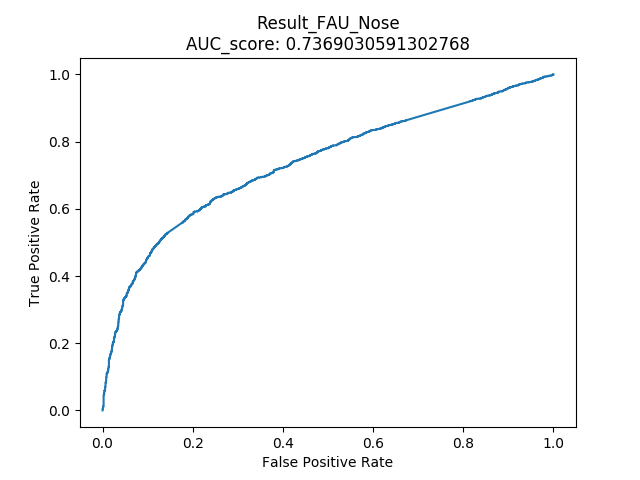 Result_FAU_Nose
AUC_score: 0.7369030591302768
1.0
0.8
0.6
0.4
0.2
0.0
True Positive Rate
0.0 0.2 0.4 0.6 0.8 1.0
False Positive Rate